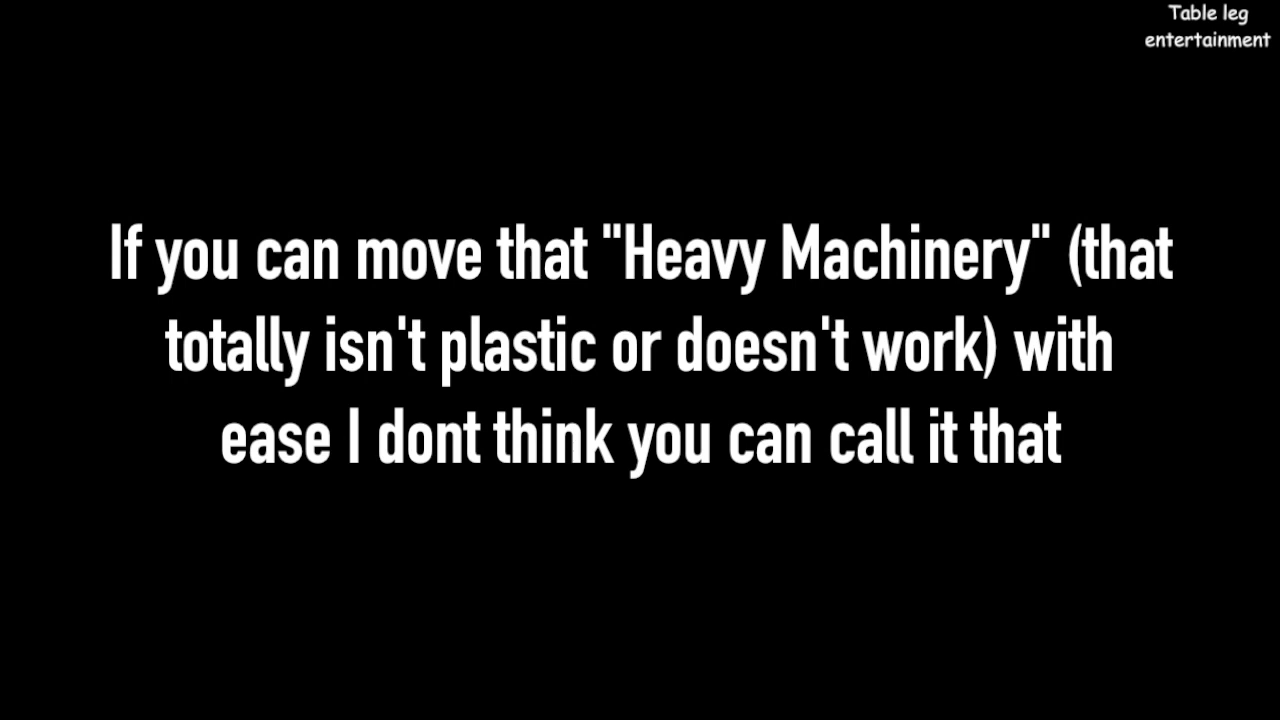 Table leg
entertainment
If you can move that "Heavy Machinery" (that
totally isn't plastic or doesn't work) with
ease I dont think you can call it that